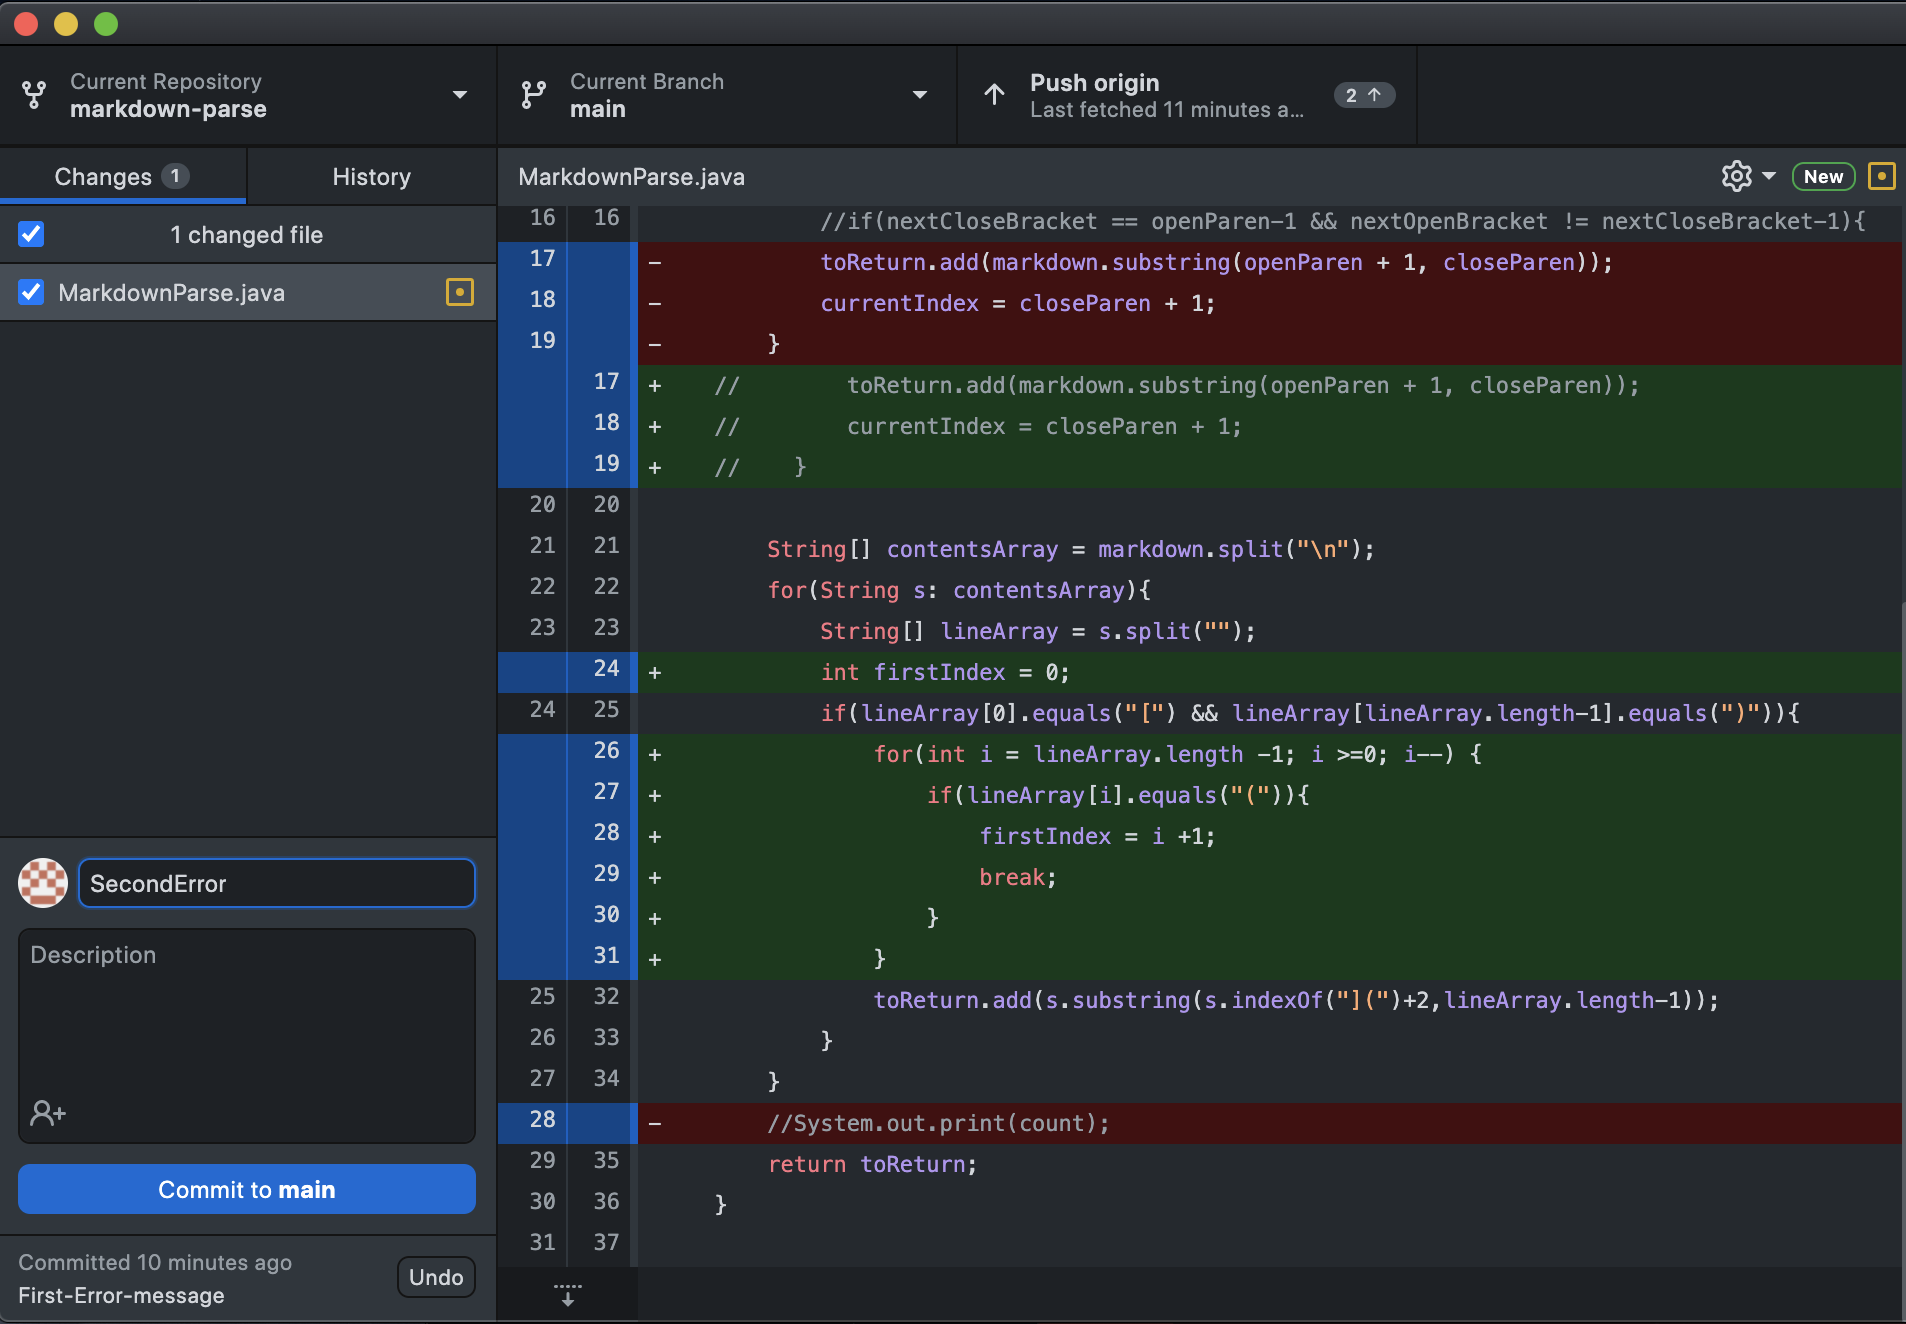 Current Repository
markdown-parse
Current Branch
main
Push origin
Last fetched 11 minutes a...
2
Changes 1
History
1 changed file
MarkdownParse.java
SecondError
Description
Commit to main
Committed 10 minutes ago
First-Error-message
Undo
MarkdownParse.java
New
16 16 //if(nextCloseBracket == openParen-1 && nextOpenBracket != nextCloseBracket-1){
17 - toReturn.add(markdown.substring(openParen + 1, closeParen));
18 - currentIndex = closeParen + 1;
19 - }
17 + // toReturn.add(markdown.substring(openParen + 1, closeParen));
18 + // currentIndex = closeParen + 1;
19 + // }
20 20
21 21 String[] contentsArray = markdown.split("\n");
22 22 for(String s: contentsArray){
23 23 String[] lineArray = s.split("");
24 + int firstIndex = 0;
24 25 if(lineArray[0].equals("[") && lineArray[lineArray.length-1].equals(")")){
26 + for(int i = lineArray.length -1; i >=0; i--) {
27 + if(lineArray[i].equals("(")){
28 + firstIndex = i +1;
29 + break;
30 + }
31 + }
25 32 toReturn.add(s.substring(s.indexOf("](")+2,lineArray.length-1));
26 33 }
27 34 }
28 - //System.out.print(count);
29 35 return toReturn;
30 36 }
31 37